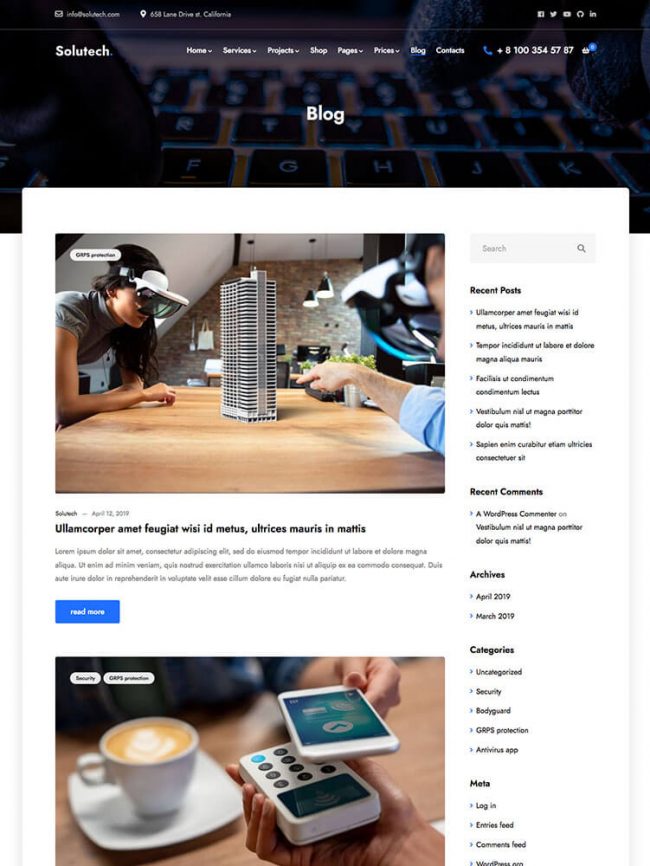 info@solutech.com 658 Lane Drive st. California
Solutech.
Home Services Projects Shop Pages Prices Blog Contacts + 8 100 354 57 87 0
Blog
GRPS protection
Solutech — April 12, 2019
Ullamcorper amet feugiat wisi id metus, ultrices mauris in mattis
Lorem ipsum dolor sit amet, consectetur adipiscing elit, sed do eiusmod tempor incididunt ut labore et dolore magna
aliqua. Ut enim ad minim veniam, quis nostrud exercitation ullamco laboris nisi ut aliquip ex ea commodo consequat. Duis
aute irure dolor in reprehenderit in voluptate velit esse cillum dolore eu fugiat nulla pariatur.
read more
Security GRPS protection
Search
Recent Posts
Ullamcorper amet feugiat wisi id
metus, ultrices mauris in mattis
Tempor incididunt ut labore et dolore
magna aliqua mauris
Facilisis ut condimentum
condimentum lectus
Vestibulum nisl ut magna porttitor
dolor quis mattis!
Sapien enim curabitur etiam ultricies
consectetuer sit
Recent Comments
A WordPress Commenter on
Vestibulum nisl ut magna porttitor
dolor quis mattis!
Archives
April 2019
March 2019
Categories
Uncategorized
Security
Bodyguard
GRPS protection
Antivirus app
Meta
Log in
Entries feed
Comments feed
WordPress.org